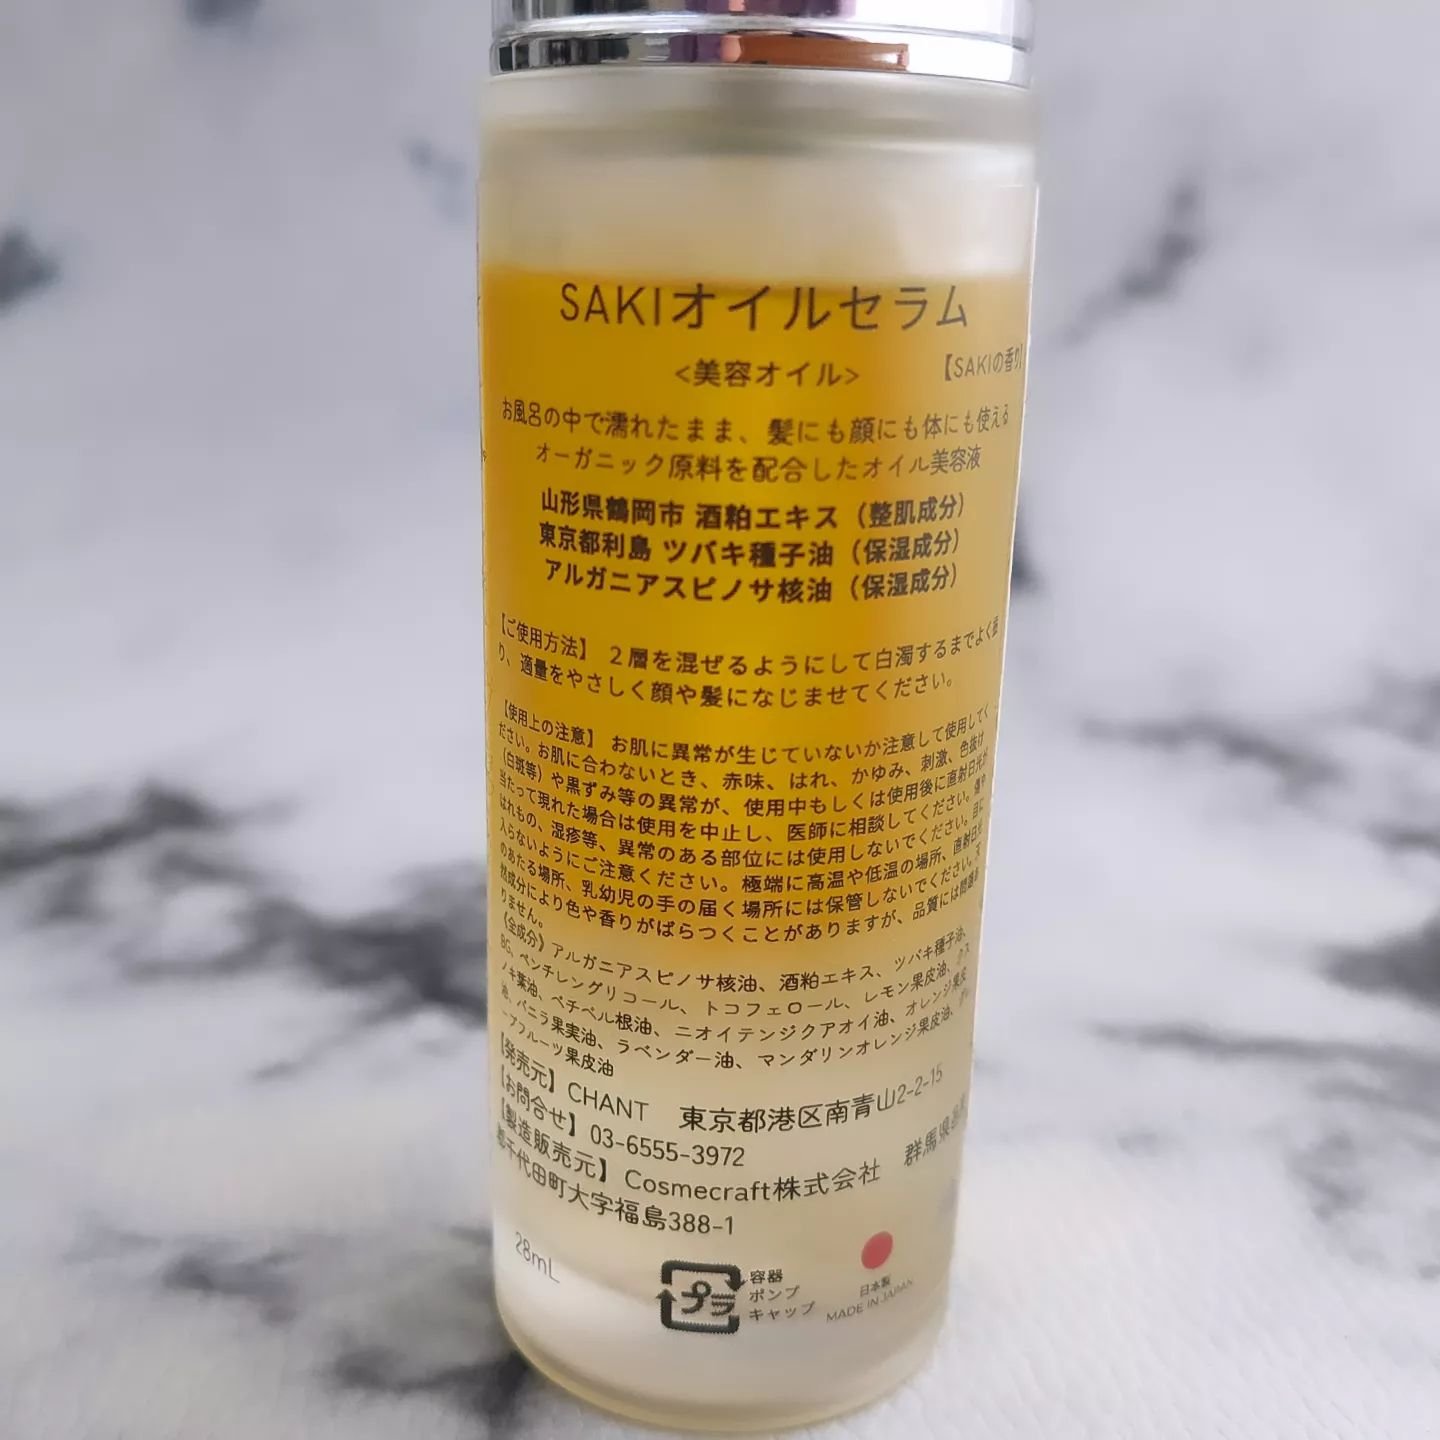 SAKIオイルセラム
<美容オイル>
【SAKIの香り】
お風呂の中で濡れたまま、髪にも顔にも体にも使える
オーガニック原料を配合したオイル美容液
山形県鶴岡市 酒粕エキス（整肌成分）
東京都利島 ツバキ種子油（保湿成分）
アルガニアスピノサ核油（保湿成分）
【ご使用方法】 2層を混ぜるようにして白濁するまでよく振
り、適量をやさしく顔や髪になじませてください。
【使用上の注意】 お肌に異常が生じていないか注意して使用してく
ださい。お肌に合わないとき、赤味、はれ、かゆみ、刺激、色抜け
（白斑等）や黒ずみ等の異常が、使用中もしくは使用後に直射日光が
当たって現れた場合は使用を中止し、医師に相談してください。傷や
はれもの、湿疹等、異常のある部位には使用しないでください。目に
入らないようにご注意ください。極端に高温や低温の場所、直射日光
のあたる場所、乳幼児の手の届く場所には保管しないでください。天
然成分により色や香りがばらつくことがありますが、品質には問題あ
りません。
《全成分》アルガニアスピノサ核油、酒粕エキス、ツバキ種子油、
BG、ペンチレングリコール、トコフェロール、レモン果皮油、クス
ノキ葉油、ベチベル根油、ニオイテンジクアオイ油、オレンジ果皮
油、バニラ果実油、ラベンダー油、マンダリンオレンジ果皮油、グレ
ープフルーツ果皮油
【発売元】CHANT 東京都港区南青山2-2-15
【お問合せ】03-6555-3972
【製造販売元】Cosmecraft株式会社 群馬県邑楽
郡千代田町大字福島388-1
28mL
プラ
容器
ポンプ
キャップ
日本製
MADE IN JAPAN